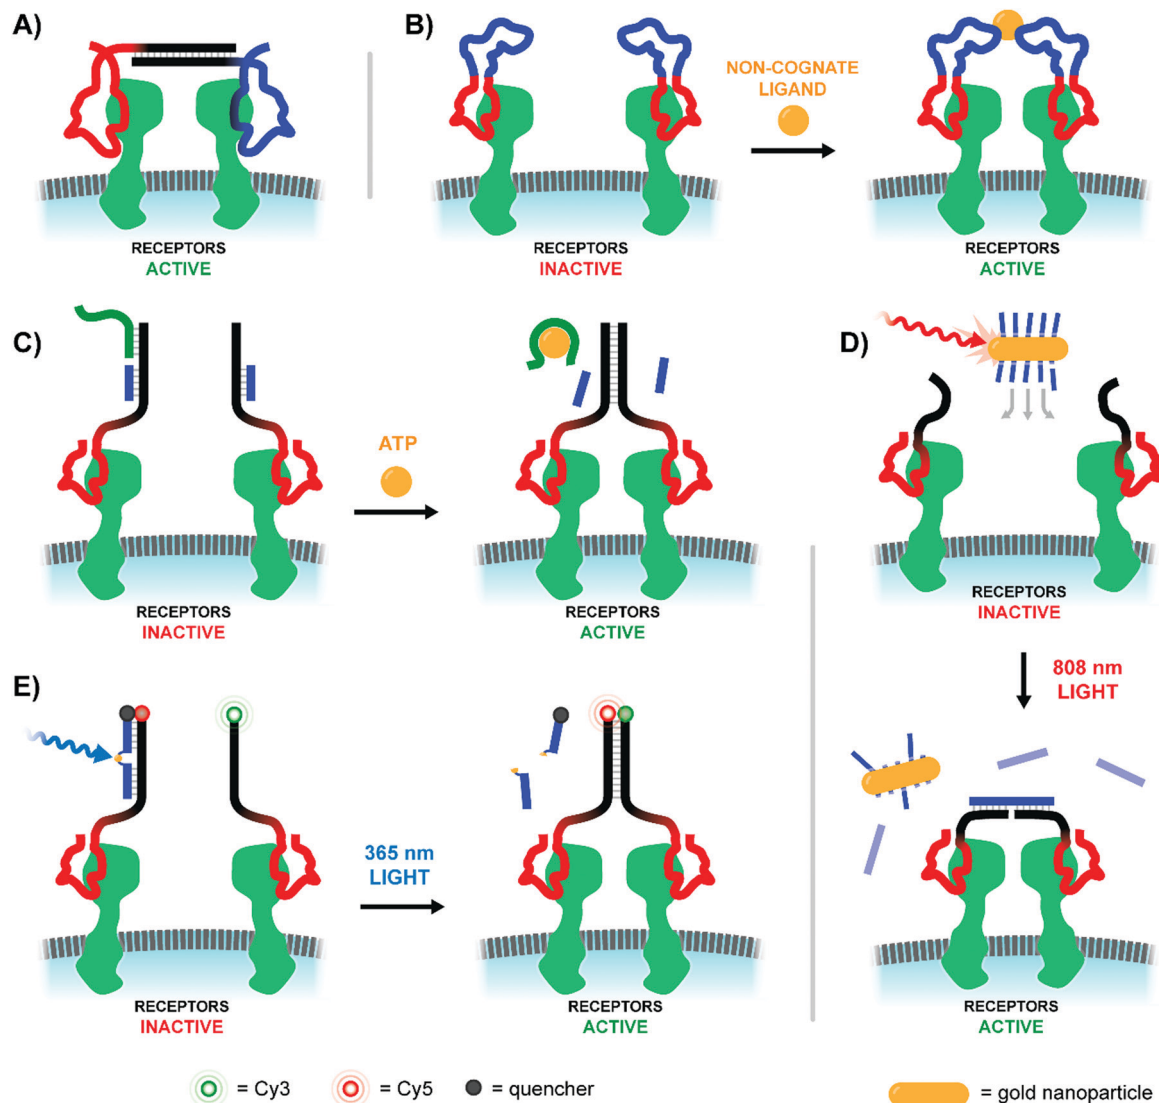 A)
RECEPTORS
ACTIVE
B)
NON-COGNATE
LIGAND
RECEPTORS
INACTIVE
RECEPTORS
ACTIVE
C)
ATP
RECEPTORS
INACTIVE
RECEPTORS
ACTIVE
D)
RECEPTORS
INACTIVE
808 nm
LIGHT
RECEPTORS
ACTIVE
E)
365 nm
LIGHT
RECEPTORS
INACTIVE
RECEPTORS
ACTIVE
= Cy3
= Cy5
= quencher
= gold nanoparticle